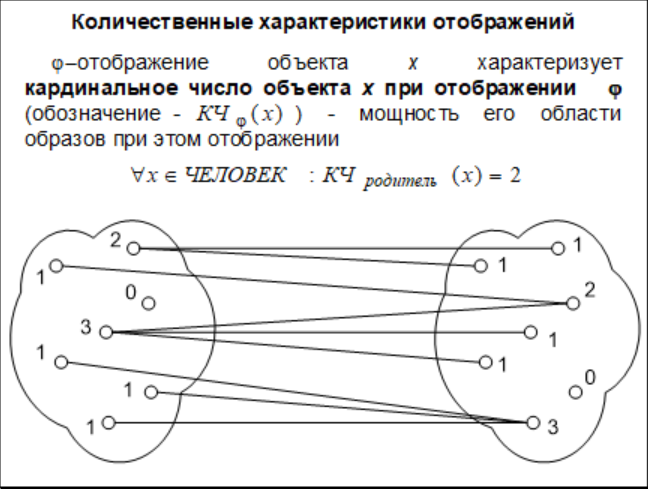 Количественные характеристики отображений
φ–отображение объекта x характеризует
кардинальное число объекта x при отображении φ
(обозначение - КЧ φ (x) ) - мощность его области
образов при этом отображении
∀x ∈ ЧЕЛОВЕК : КЧ родитель (x) = 2
2 1
1 1
0 2
3 1
1 1
1 0
1 3